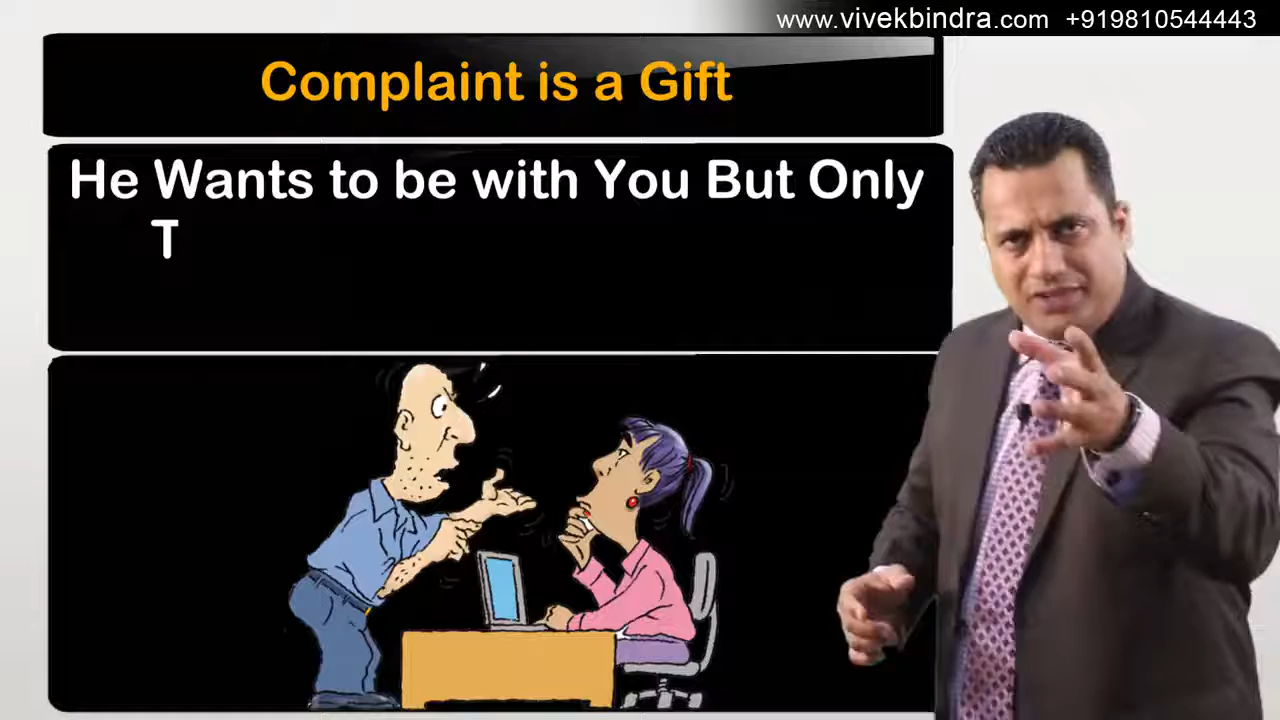 www.vivekbindra.com +919810544443
Complaint is a Gift
He Wants to be with You But Only
T